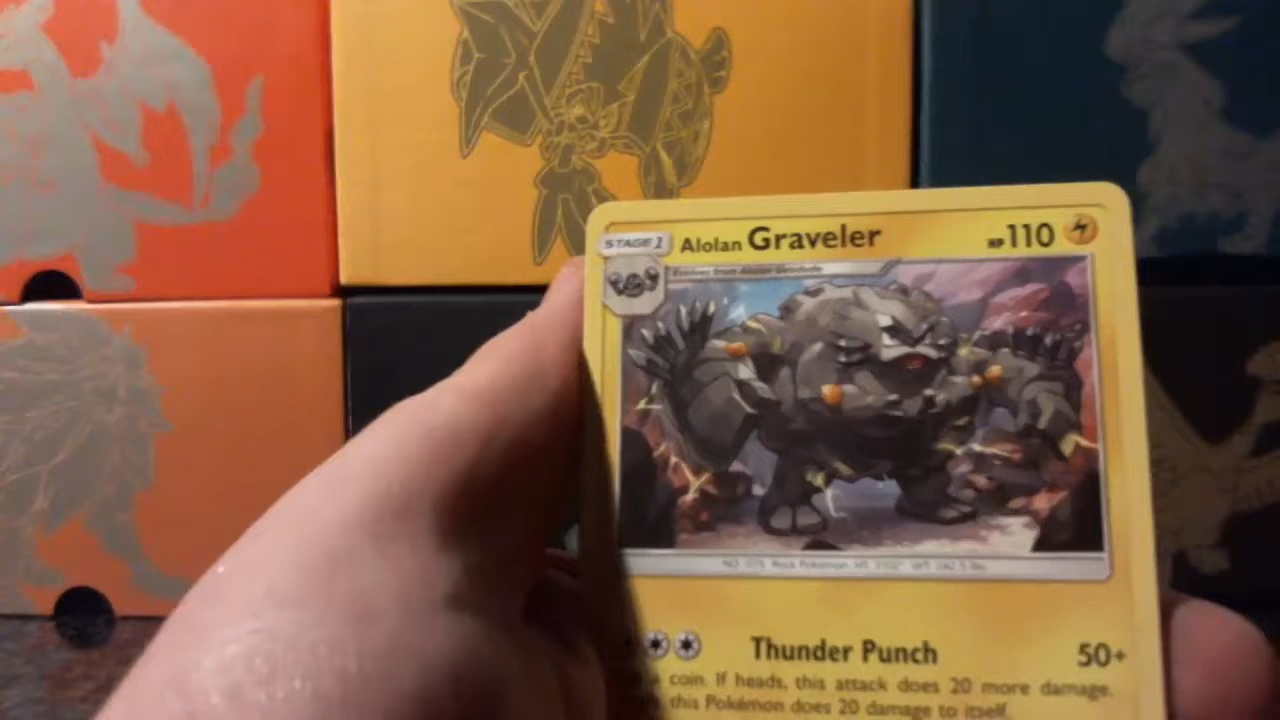 STAGE 1 Alolan Graveler HP 110
Evolves from Alolan Geodude
NO. 075 Rock Pokémon HT: 3'03" WT: 242.5 lbs.
Thunder Punch 50+
a coin. If heads, this attack does 20 more damage.
this Pokémon does 20 damage to itself.